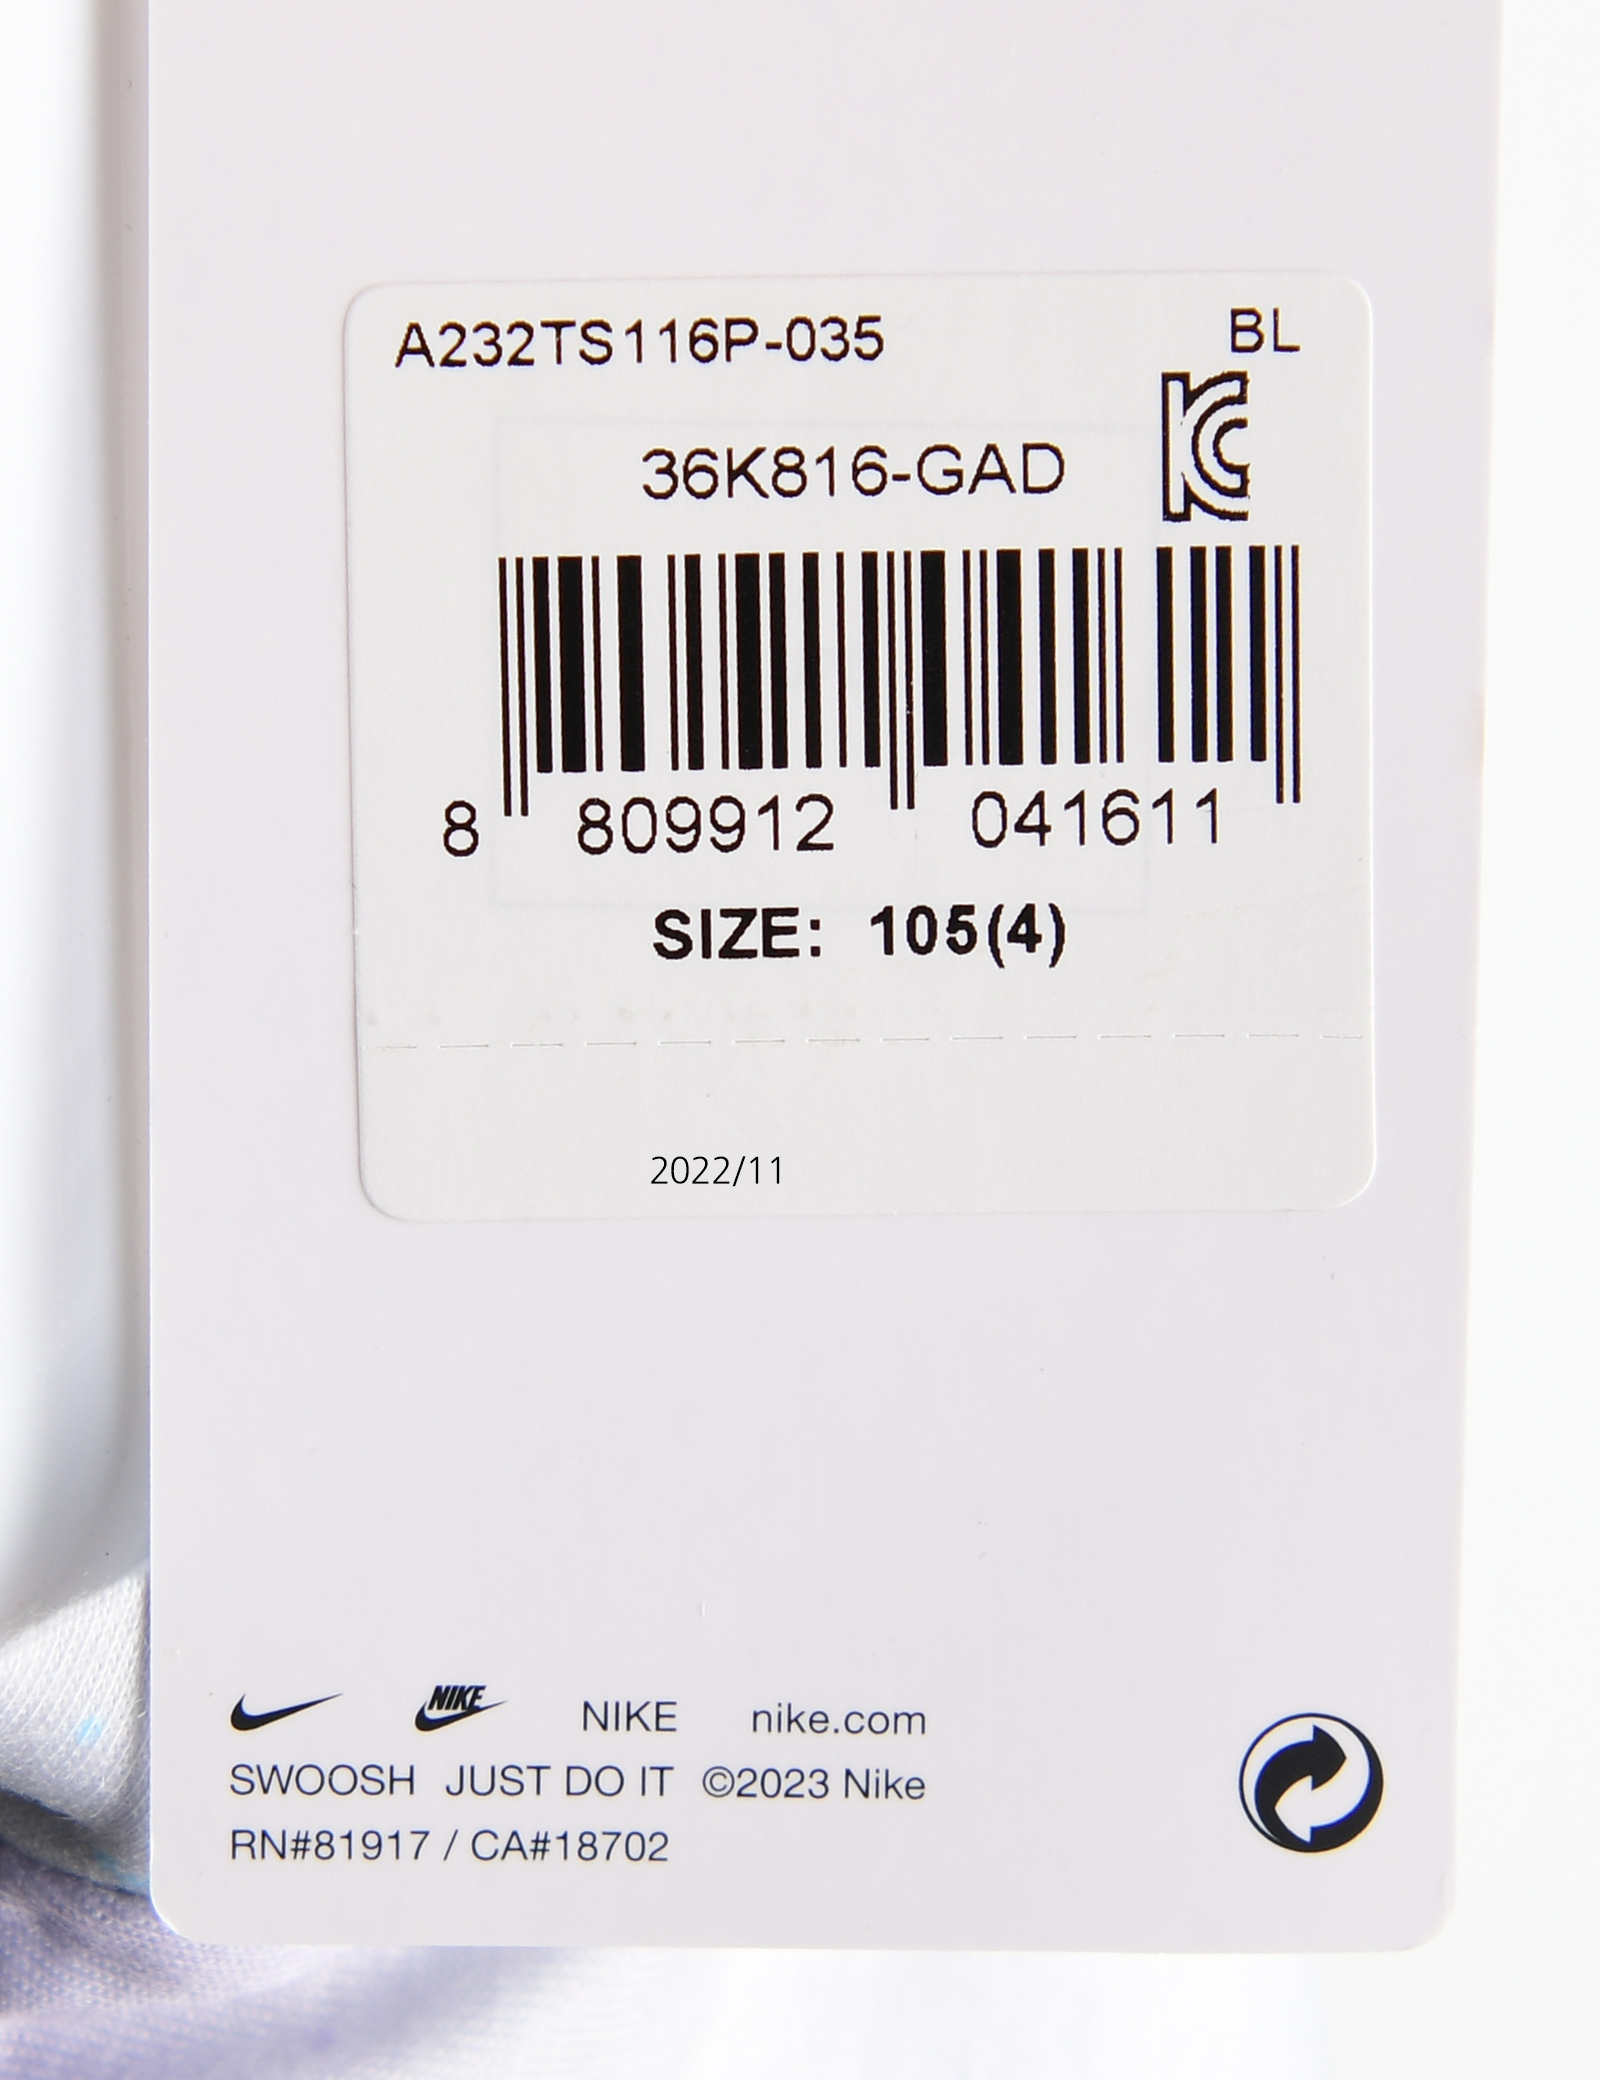 A232TS116P-035 BL
KC
36K816-GAD
8 809912 041611
SIZE: 105(4)
2022/11
NIKE NIKE nike.com
SWOOSH JUST DO IT ©2023 Nike
RN#81917 / CA#18702